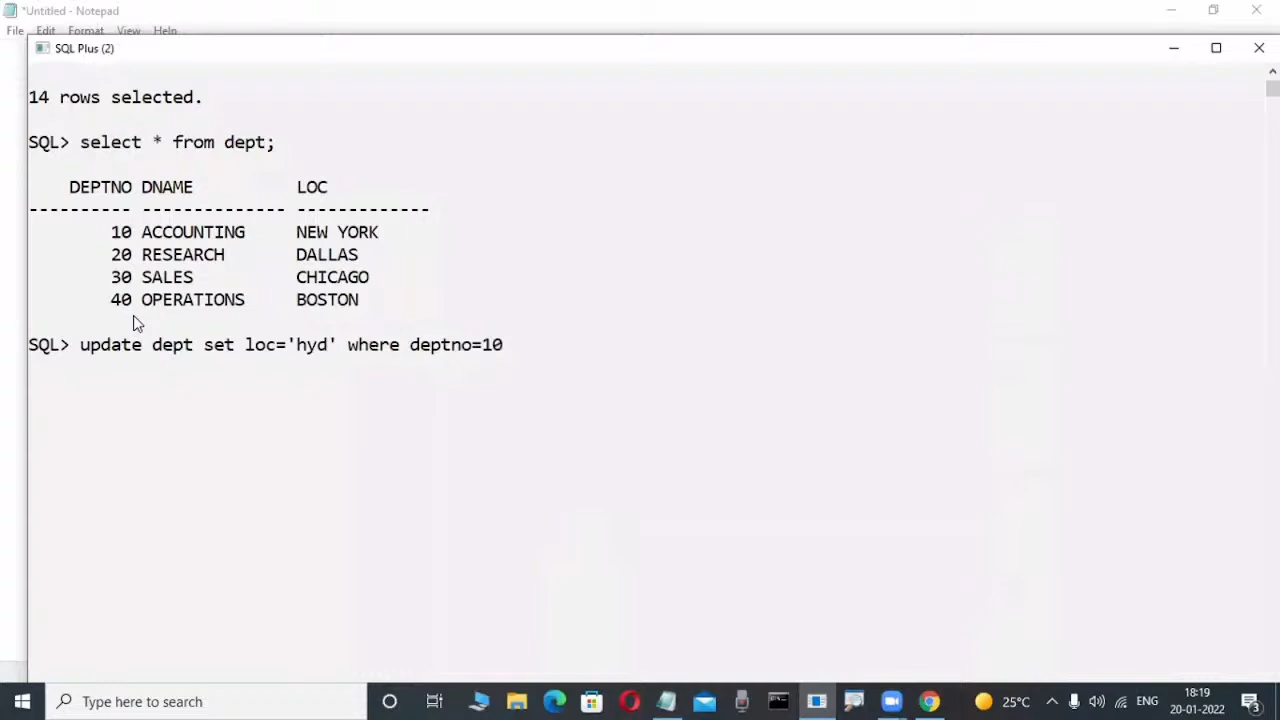 *Untitled - Notepad
File Edit Format View Help
SQL Plus (2)
14 rows selected.
SQL> select * from dept;
DEPTNO DNAME LOC
---------- -------------- -------------
10 ACCOUNTING NEW YORK
20 RESEARCH DALLAS
30 SALES CHICAGO
40 OPERATIONS BOSTON
SQL> update dept set loc='hyd' where deptno=10
Type here to search
25°C
ENG
18:19
20-01-2022
3